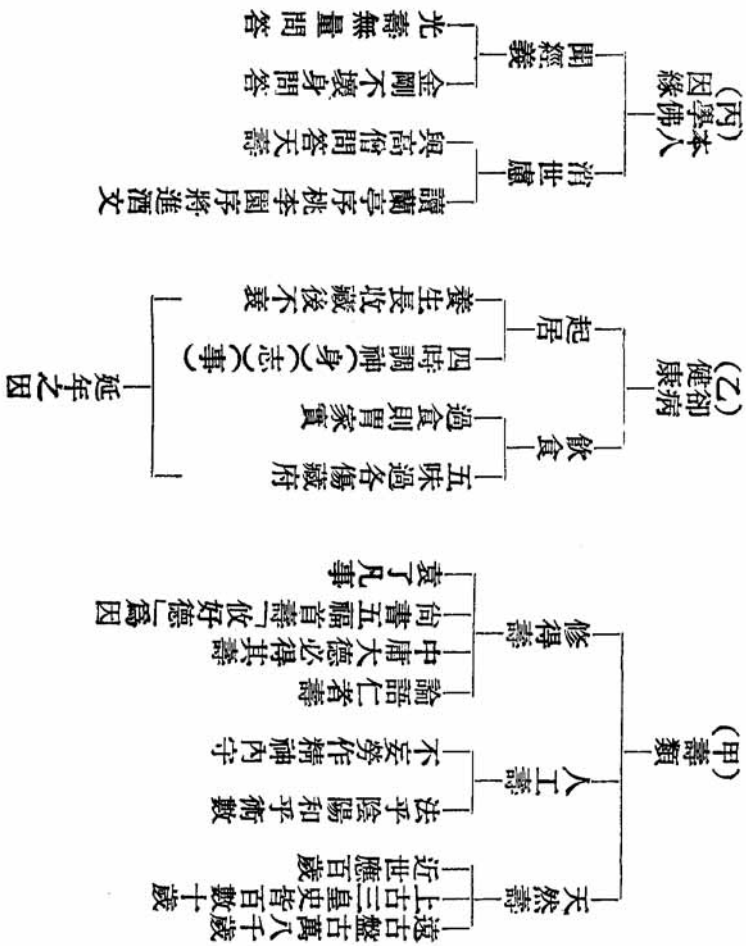 (甲)壽類
天然壽
遠古盤古萬八千歲
上古三皇史皆數百十歲
近世應百歲
人工壽
法乎陰陽和乎術數
不妄勞作精神內守
修得壽
論語仁者壽
中庸大德必得其壽
尚書五福首壽「攸好德」爲因
袁了凡事
(乙)卻病健康
飲食
五味過各傷藏府
過食則胃家實
起居
四時調神(身)(志)(事)
養生長收藏後不衰
延年之因
(丙)本人學佛因緣
消世慮
讀蘭亭序桃李園序將進酒文
與高僧問答天壽
開經義
金剛不壞身問答
光壽無量問答